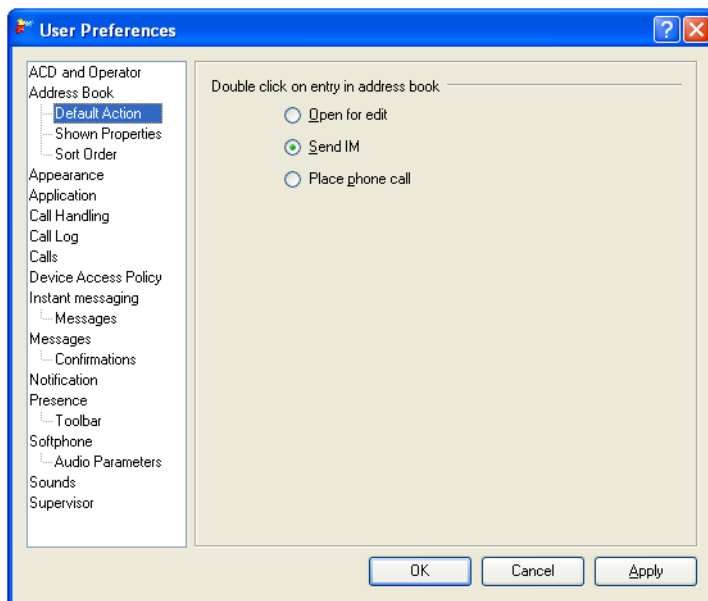 User Preferences
ACD and Operator
Address Book
Default Action
Shown Properties
Sort Order
Appearance
Application
Call Handling
Call Log
Calls
Device Access Policy
Instant messaging
Messages
Messages
Confirmations
Notification
Presence
Toolbar
Softphone
Audio Parameters
Sounds
Supervisor
Double click on entry in address book
Open for edit
Send IM
Place phone call
OK
Cancel
Apply